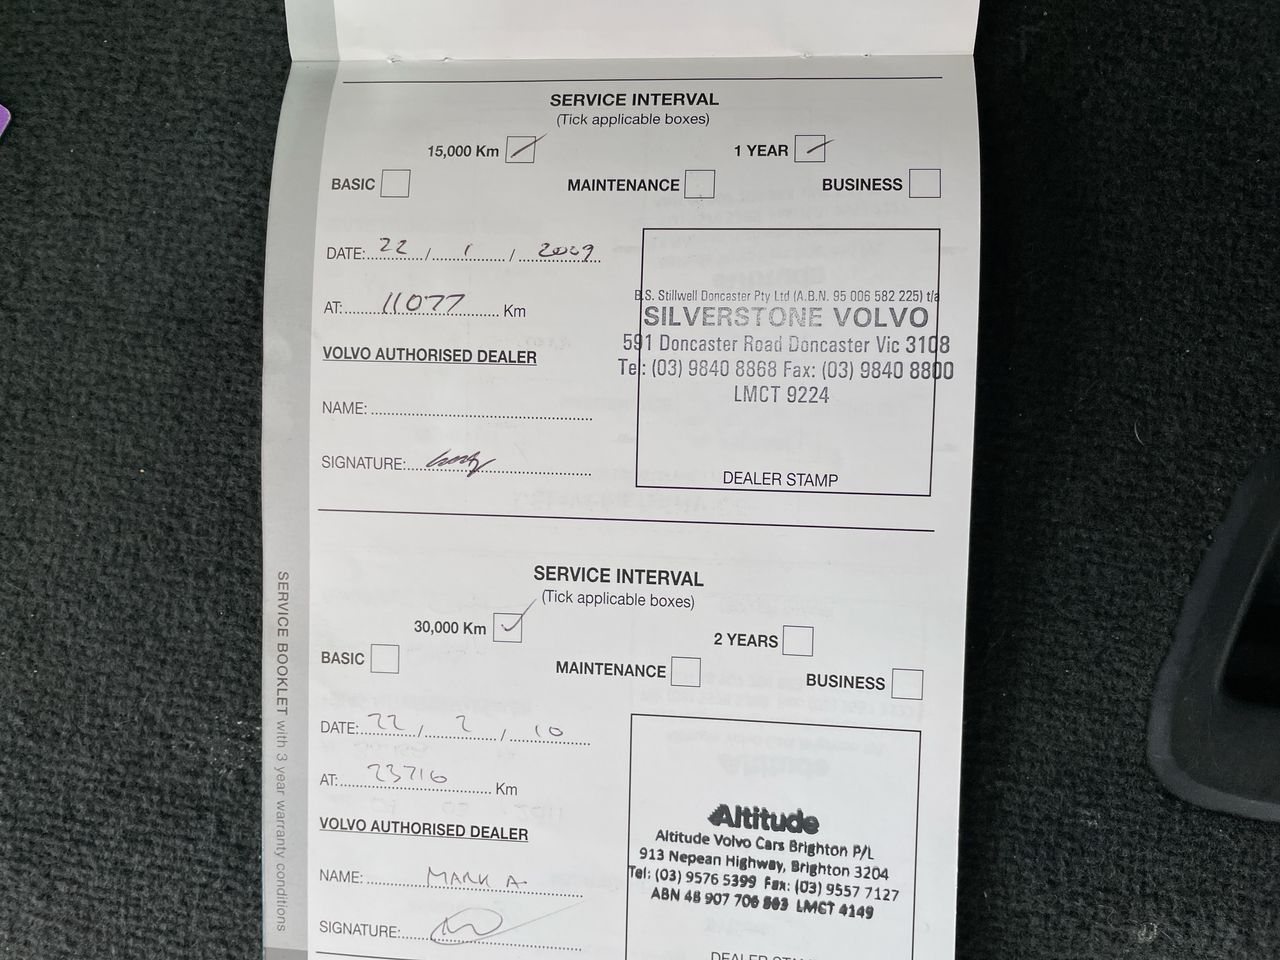 SERVICE INTERVAL
(Tick applicable boxes)
15,000 Km 1 YEAR
BASIC MAINTENANCE BUSINESS
DATE: 22 / 1 / 2009
AT: 11077 Km
VOLVO AUTHORISED DEALER
NAME:
SIGNATURE:
B.S. Stillwell Doncaster Pty Ltd (A.B.N. 95 006 582 225) t/a
SILVERSTONE VOLVO
591 Doncaster Road Doncaster Vic 3108
Tel: (03) 9840 8868 Fax: (03) 9840 8800
LMCT 9224
DEALER STAMP
SERVICE INTERVAL
(Tick applicable boxes)
30,000 Km 2 YEARS
BASIC MAINTENANCE BUSINESS
DATE: 22 / 2 / 10
AT: 23716 Km
VOLVO AUTHORISED DEALER
NAME: MARK A
SIGNATURE:
Altitude
Altitude Volvo Cars Brighton P/L
913 Nepean Highway, Brighton 3204
Tel: (03) 9576 5399 Fax: (03) 9557 7127
ABN 48 907 706 563 LMCT 4149
DEALER STAMP
SERVICE BOOKLET with 3 year warranty conditions